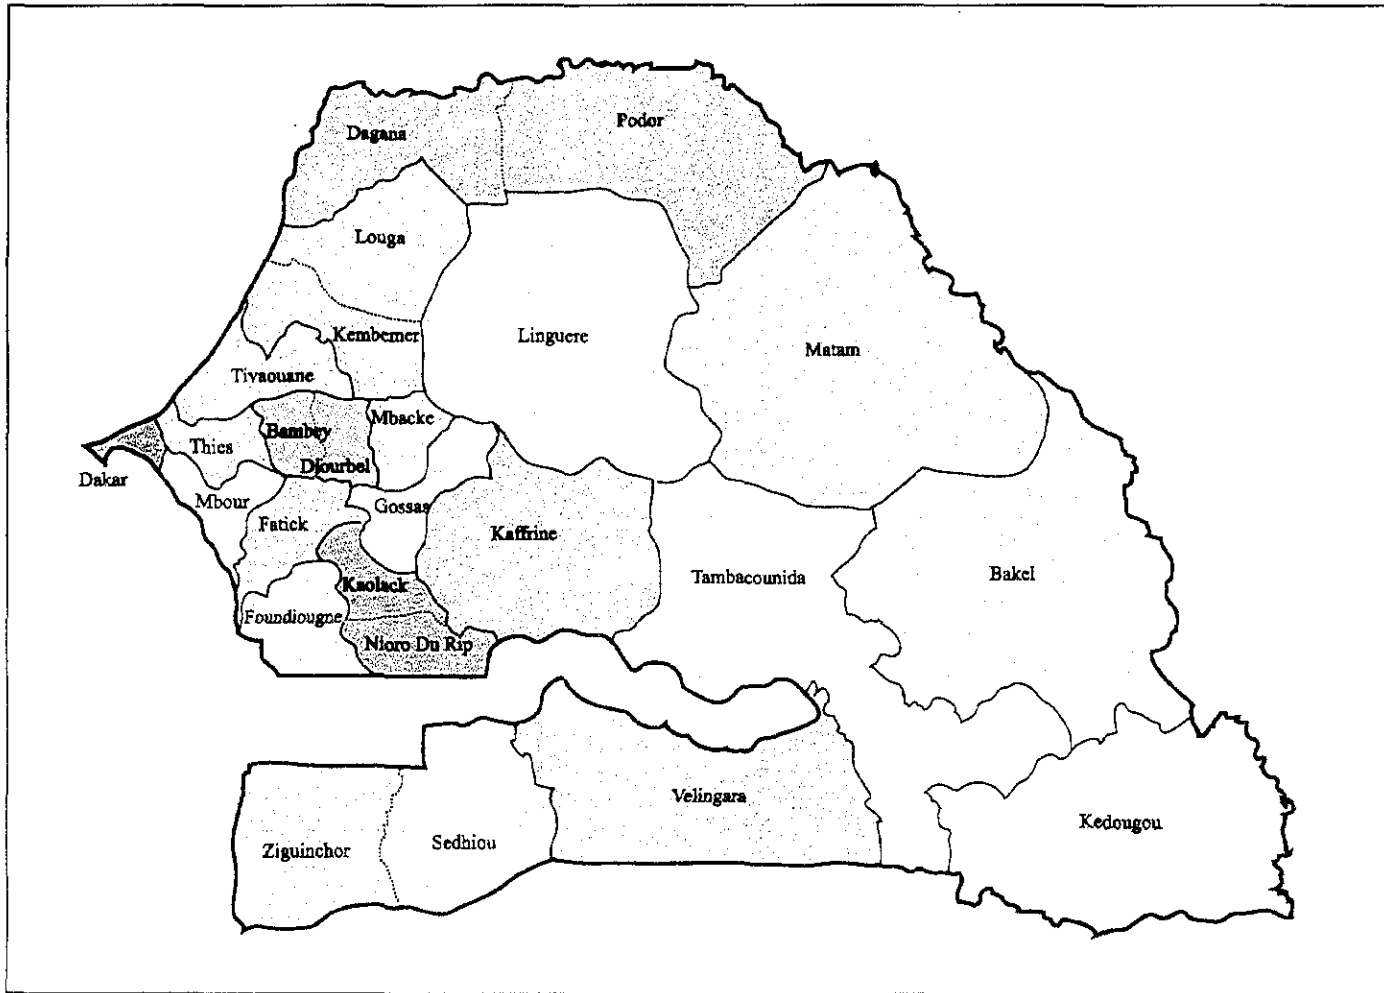 Podor
Dagana
Louga
Kembemer
Linguere
Matam
Tivaouane
Mbacke
Bambey
Thies
Diourbel
Dakar
Mbour
Gossas
Fatick
Kaffrine
Tambacounida
Bakel
Kaolack
Foundiougne
Nioro Du Rip
Velingara
Kedougou
Sedhiou
Ziguinchor